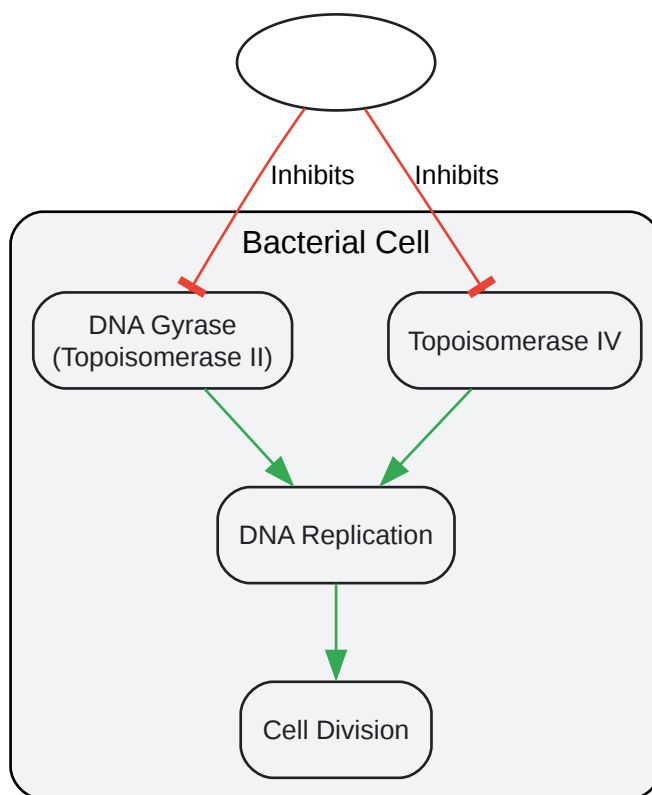 Inhibits
Inhibits
Bacterial Cell
DNA Gyrase
(Topoisomerase II)
Topoisomerase IV
DNA Replication
Cell Division